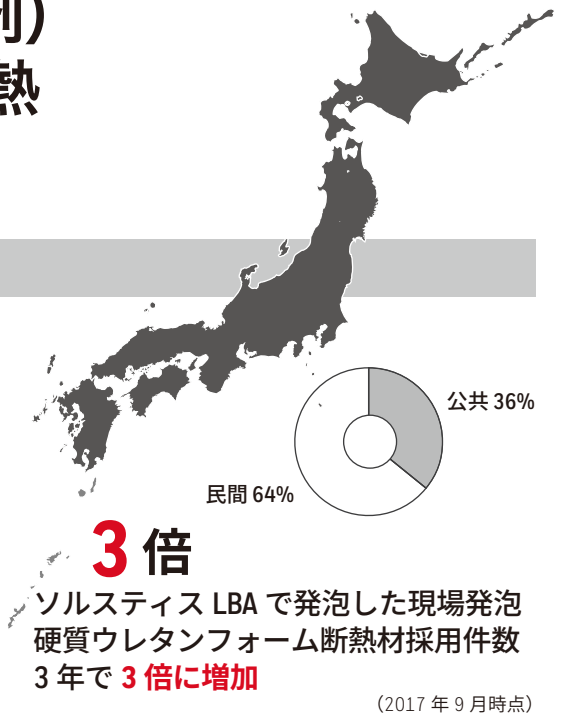 例）
熱
公共 36%
民間 64%
3 倍
ソルスティス LBA で発泡した現場発泡
硬質ウレタンフォーム断熱材採用件数
3 年で 3 倍に増加
（2017 年 9 月時点）